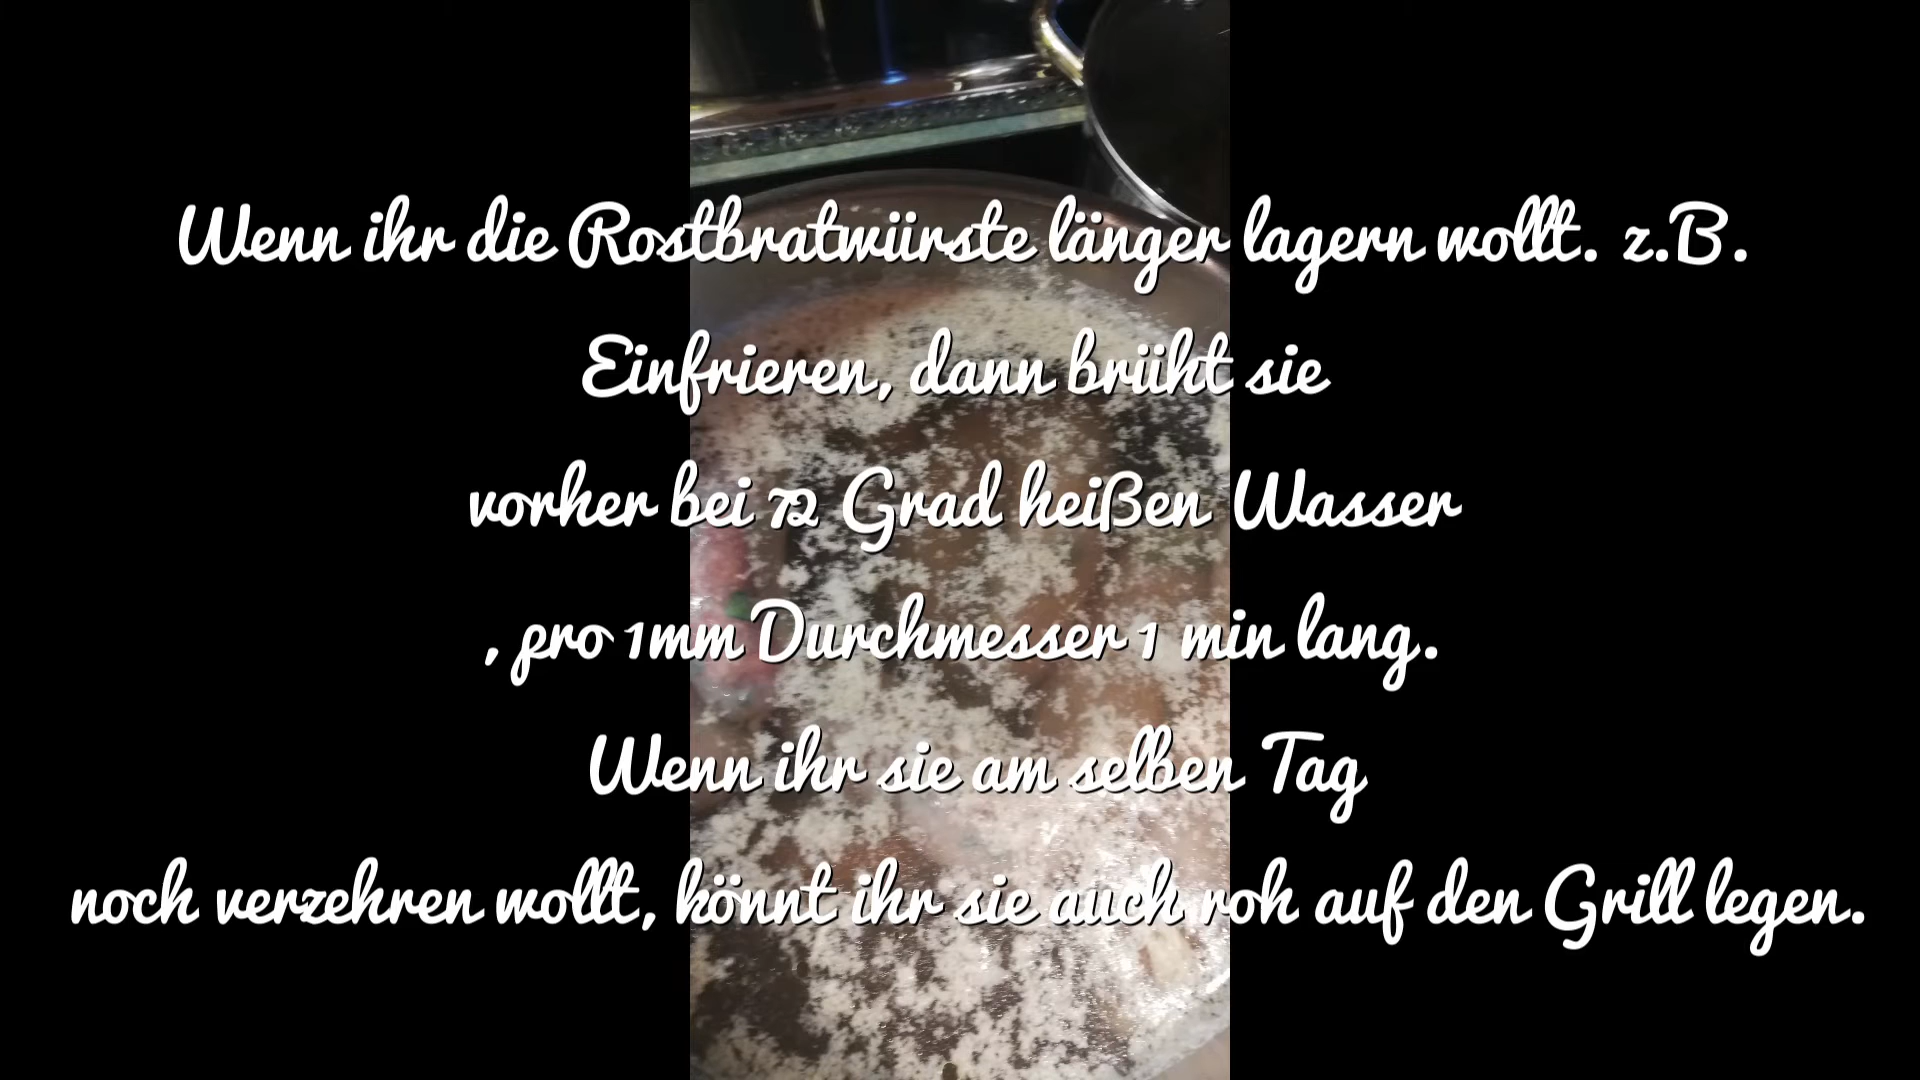 Wenn ihr die Rostbratwürste länger lagern wollt. z.B.
Einfrieren, dann brüht sie
vorher bei 72 Grad heißen Wasser
, pro 1mm Durchmesser 1 min lang.
Wenn ihr sie am selben Tag
noch verzehren wollt, könnt ihr sie auch roh auf den Grill legen.